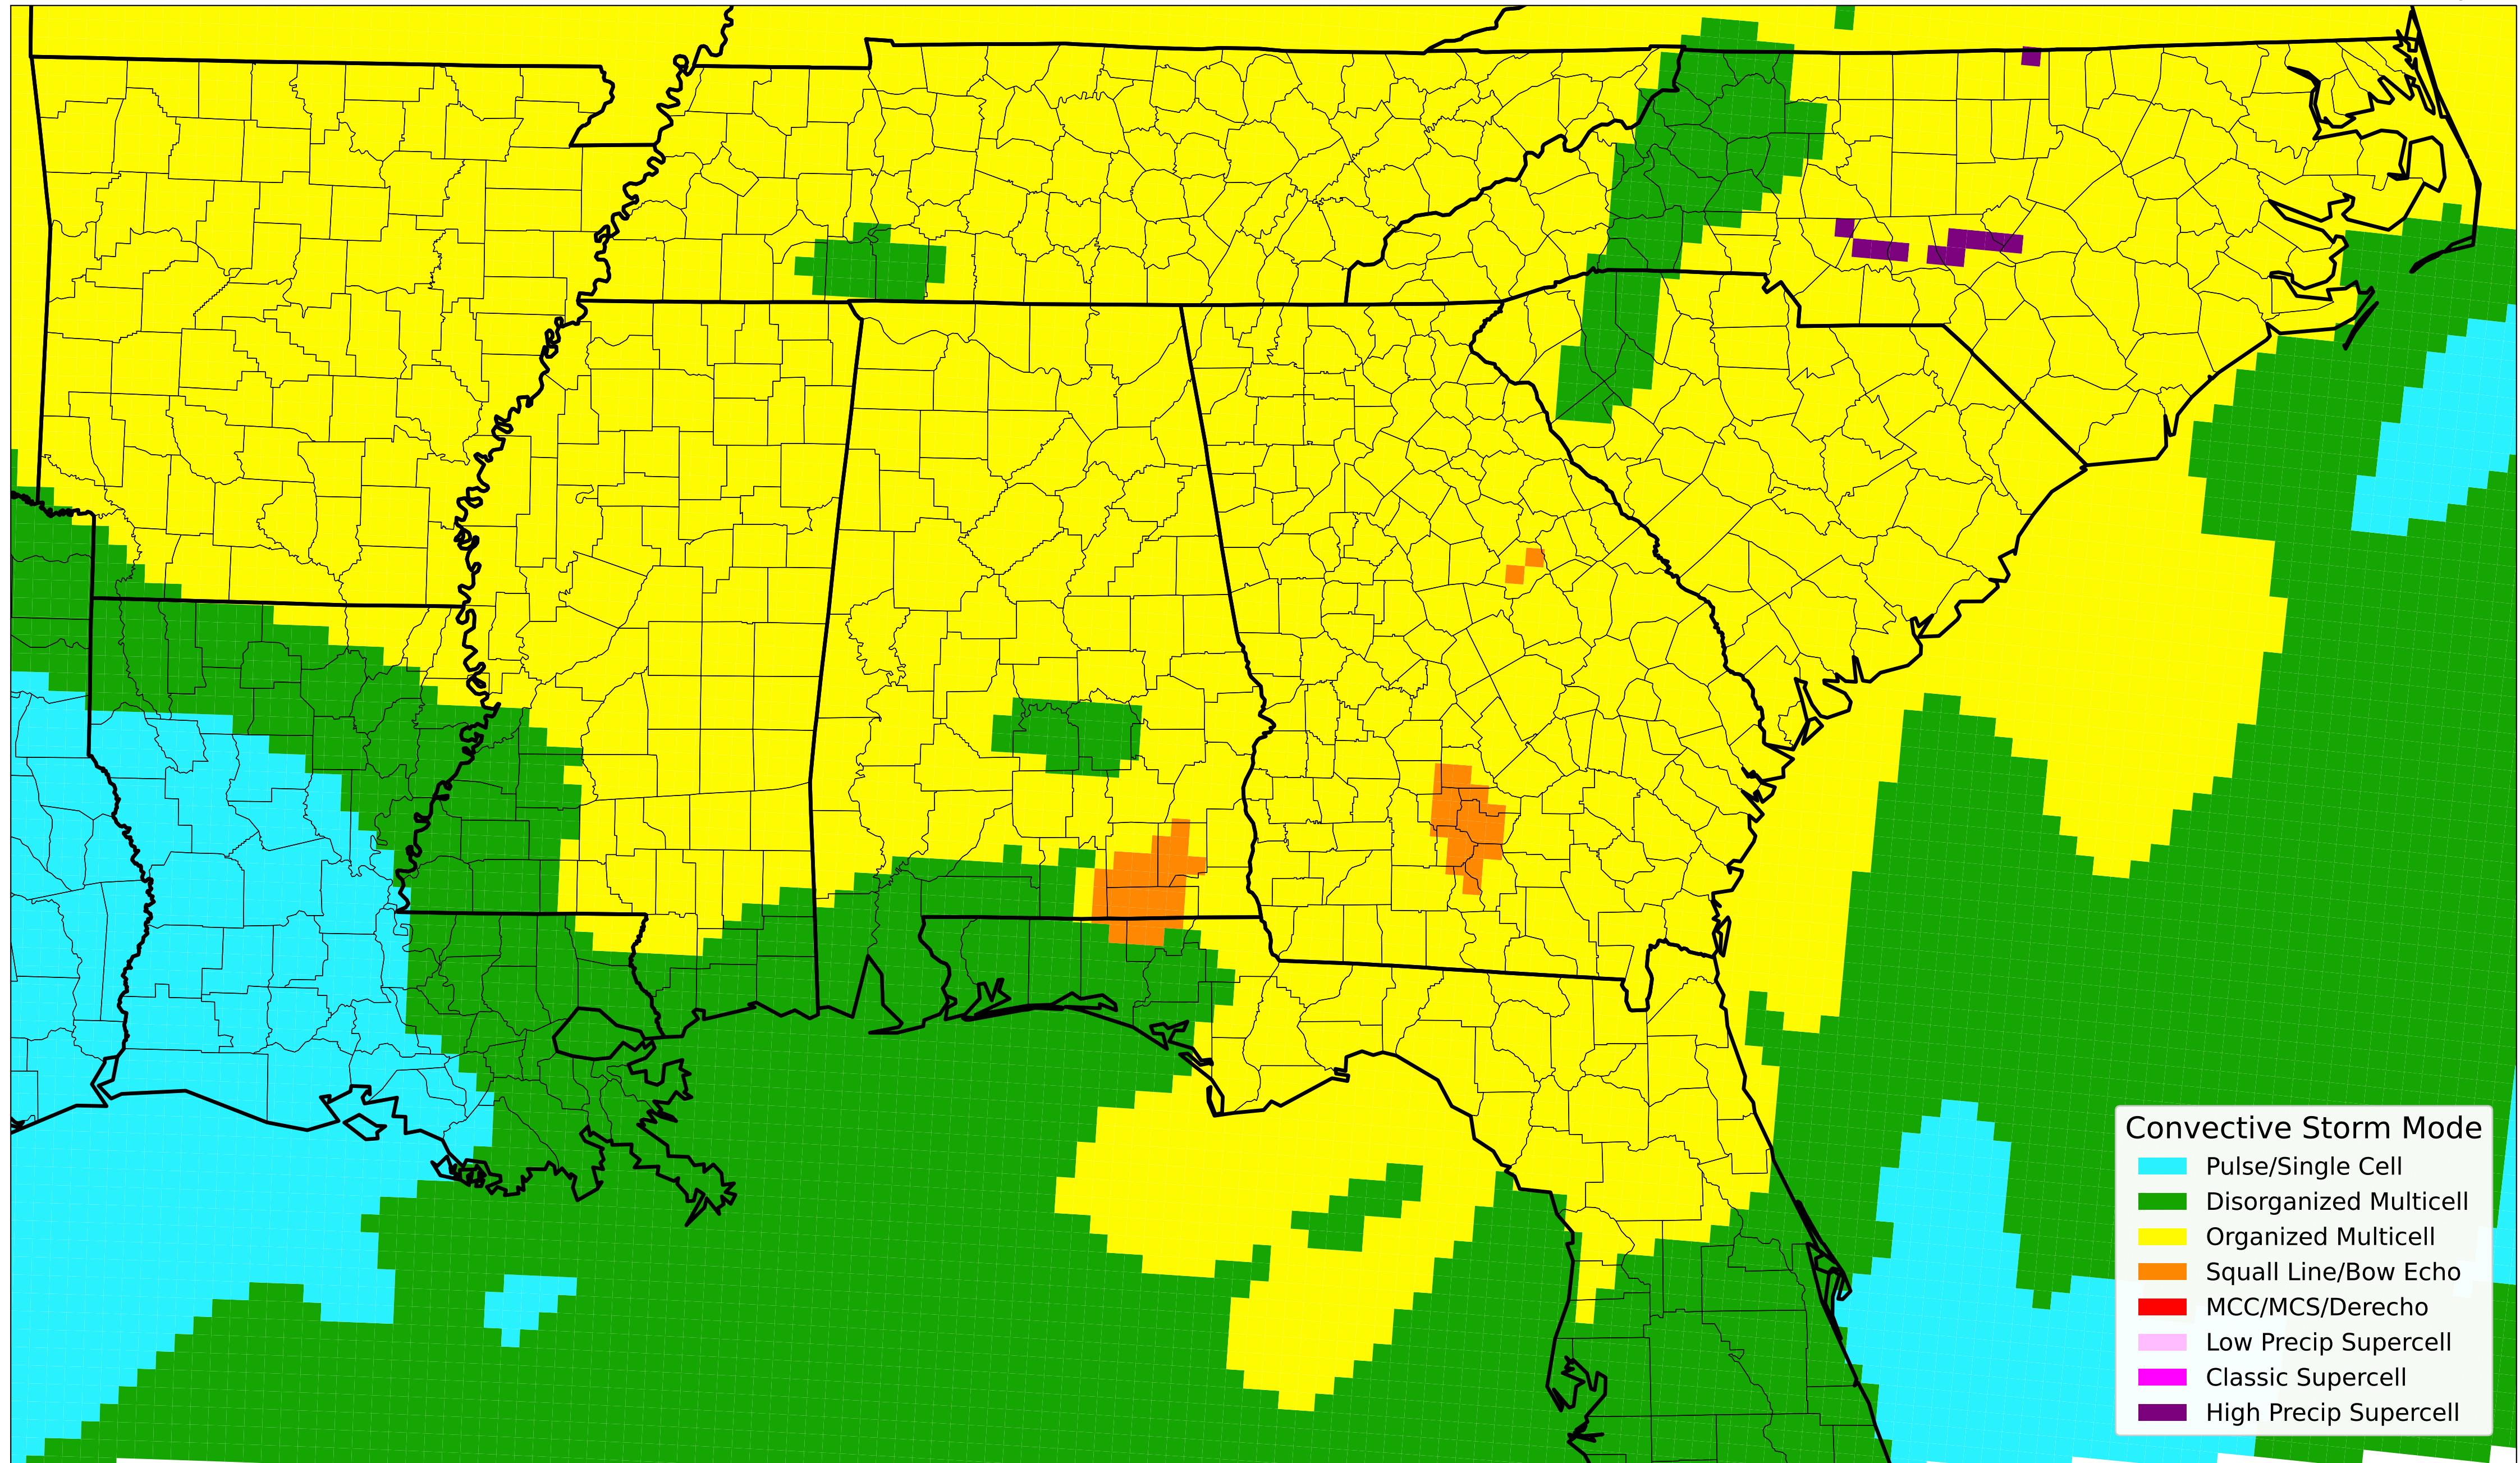 Convective Storm Mode
Pulse/Single Cell
Disorganized Multicell
Organized Multicell
Squall Line/Bow Echo
MCC/MCS/Derecho
Low Precip Supercell
Classic Supercell
High Precip Supercell